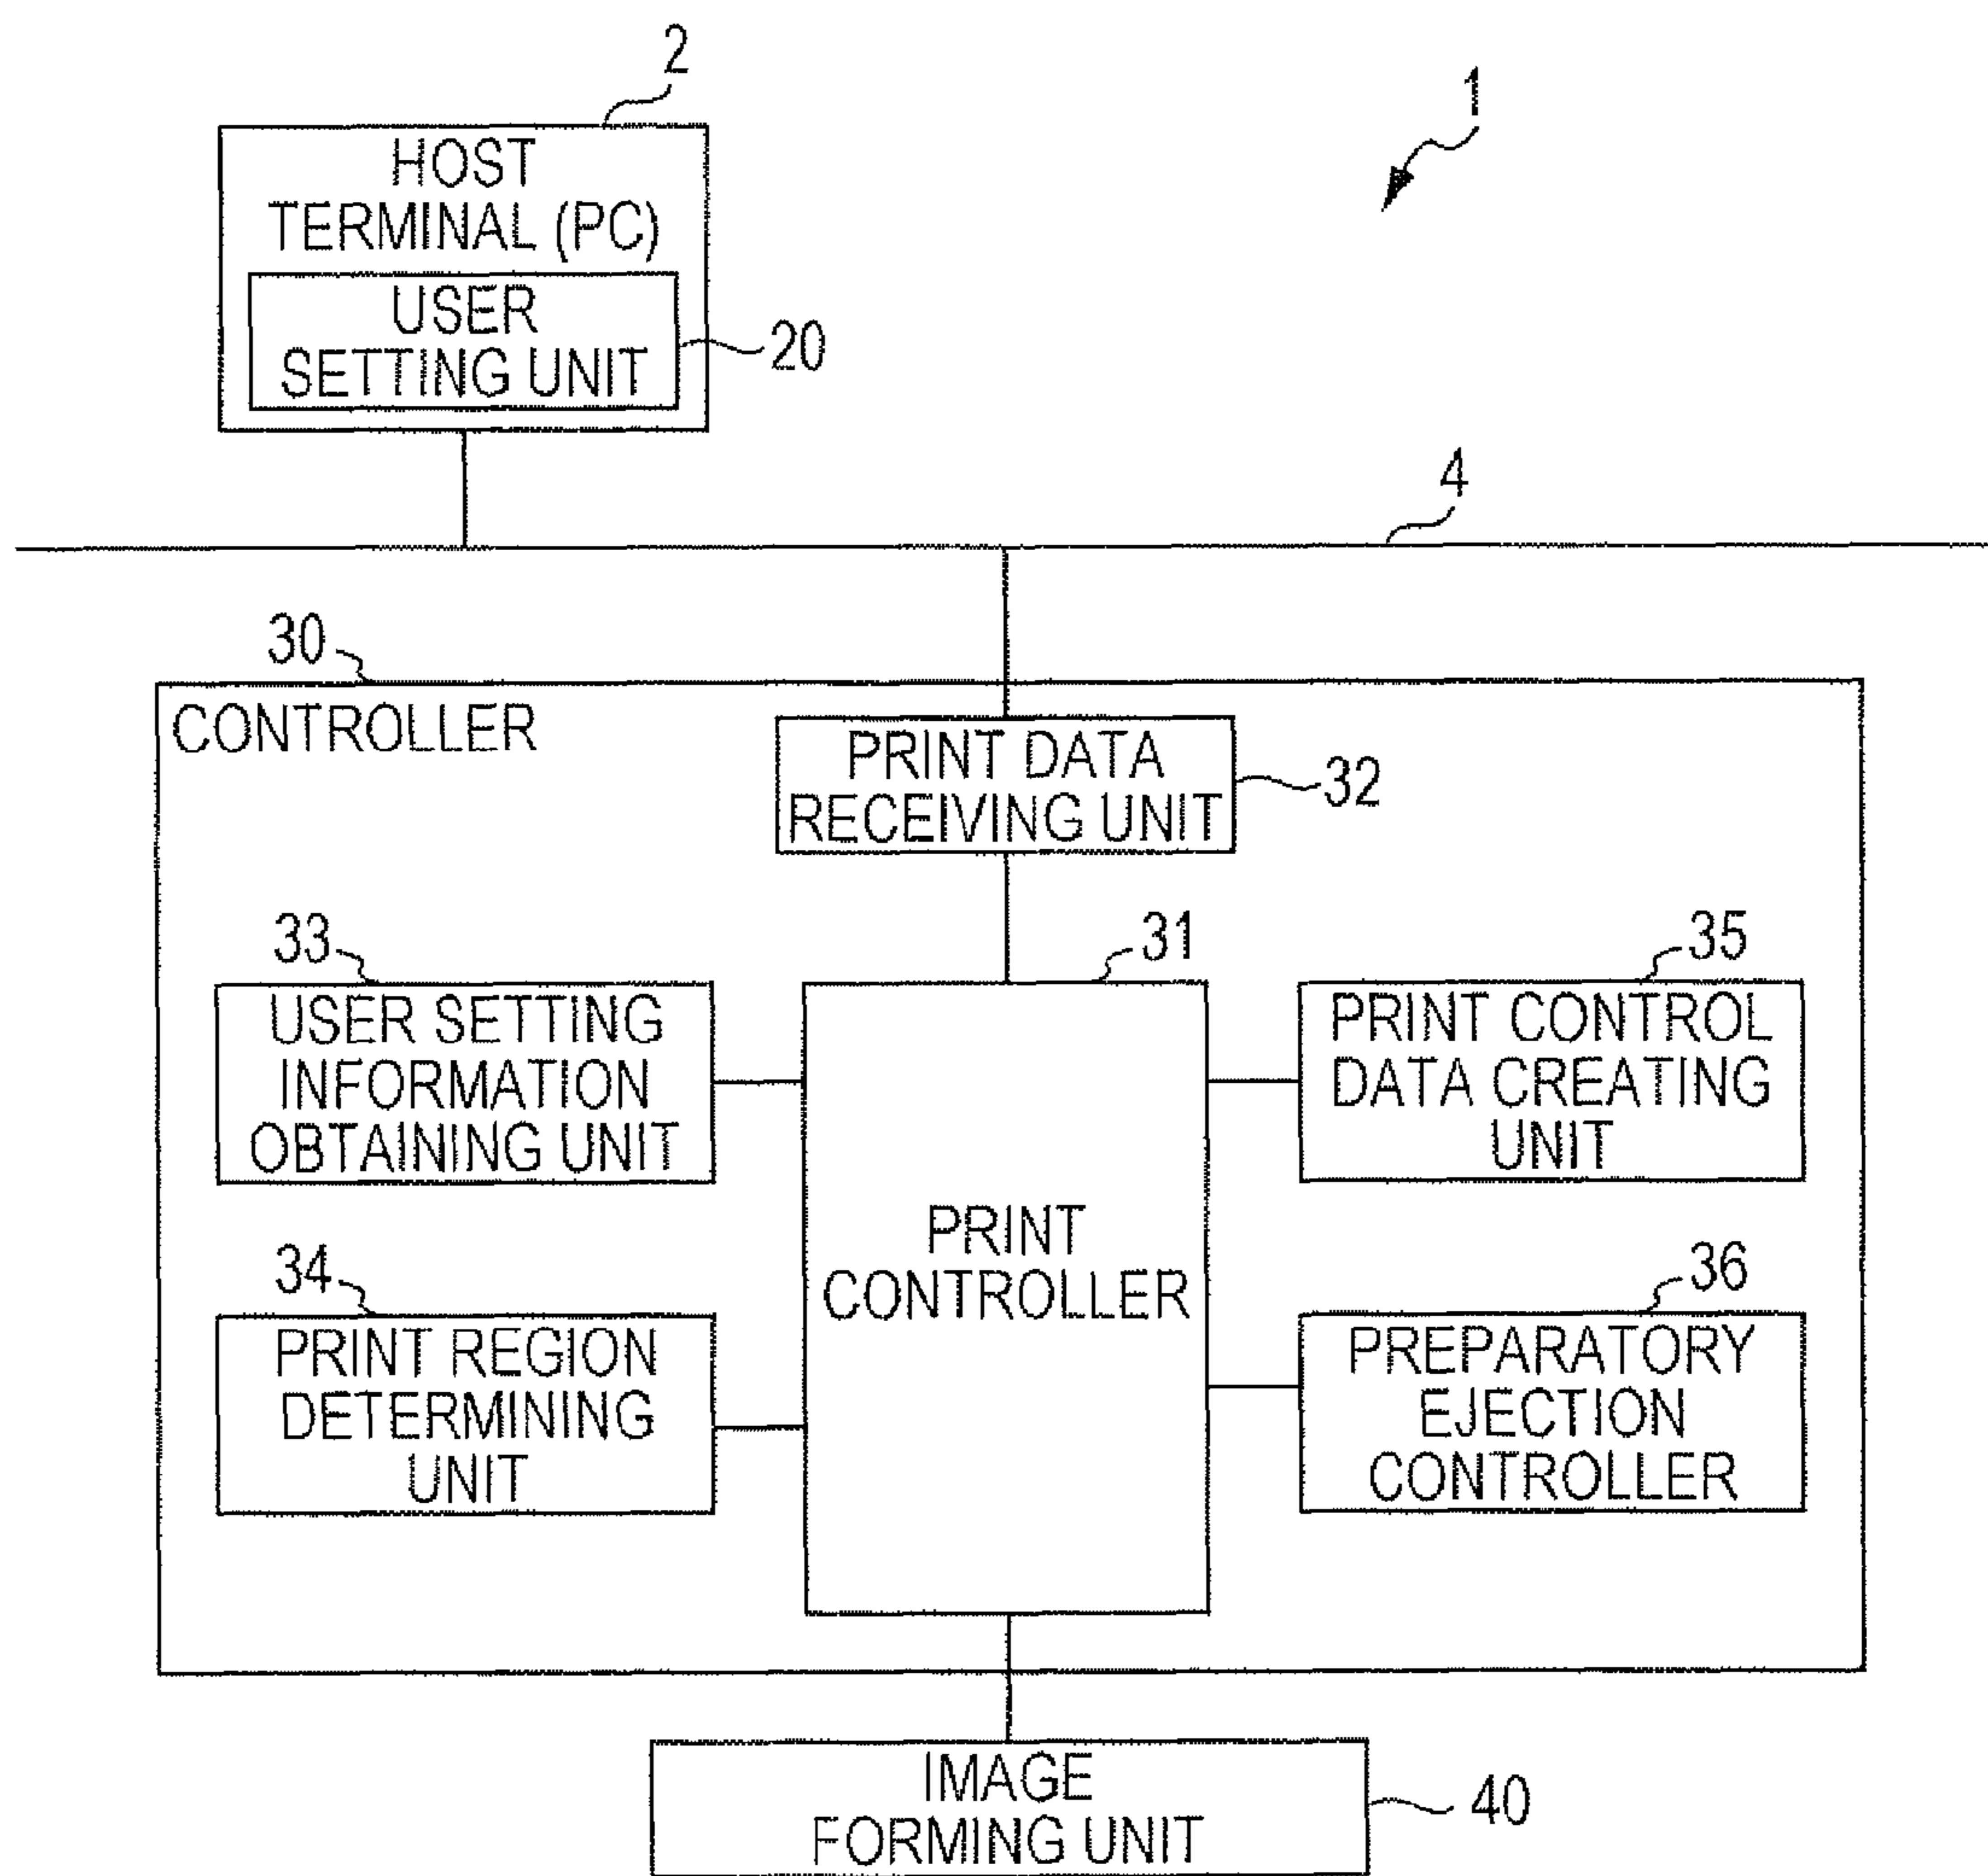 2
1
HOST
TERMINAL (PC)
USER
SETTING UNIT
20
4
30
CONTROLLER
PRINT DATA
RECEIVING UNIT
32
33
USER SETTING
INFORMATION
OBTAINING UNIT
31
PRINT
CONTROLLER
35
PRINT CONTROL
DATA CREATING
UNIT
34
PRINT REGION
DETERMINING
UNIT
36
PREPARATORY
EJECTION
CONTROLLER
IMAGE
FORMING UNIT
40